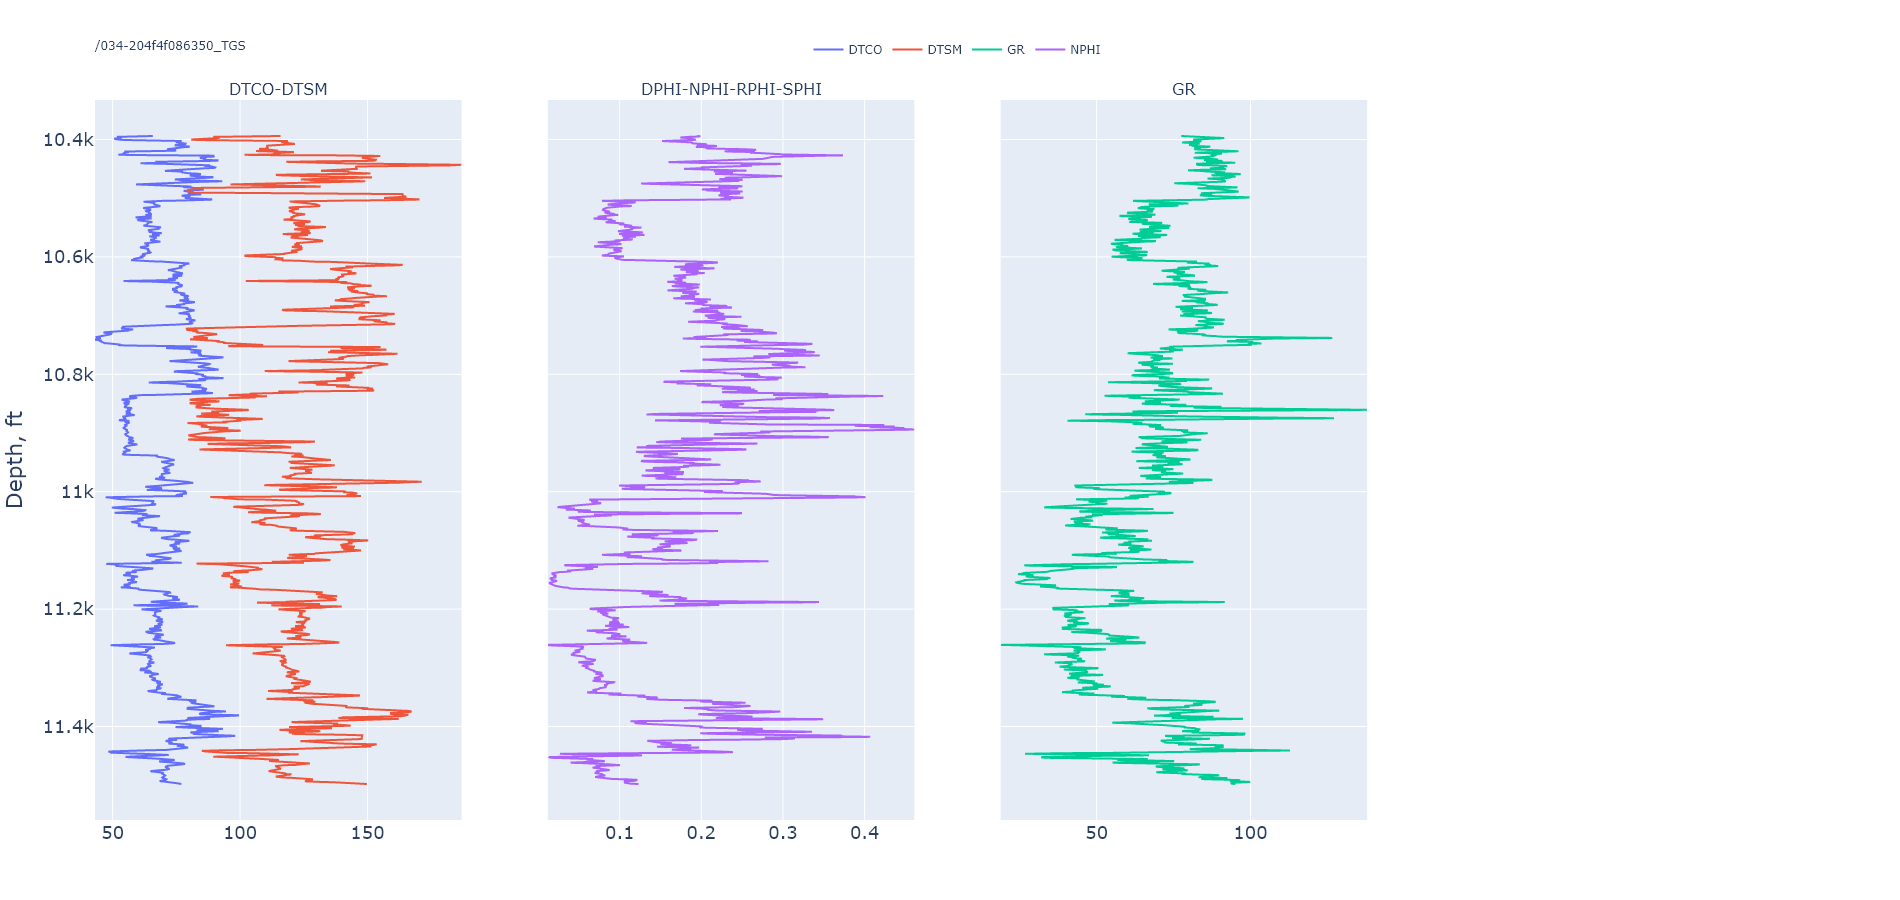 /034-204f4f086350_TGS
DTCO DTSM GR NPHI
DTCO-DTSM DPHI-NPHI-RPHI-SPHI GR
Depth, ft
10.4k
10.6k
10.8k
11k
11.2k
11.4k
50 100 150 0.1 0.2 0.3 0.4 50 100